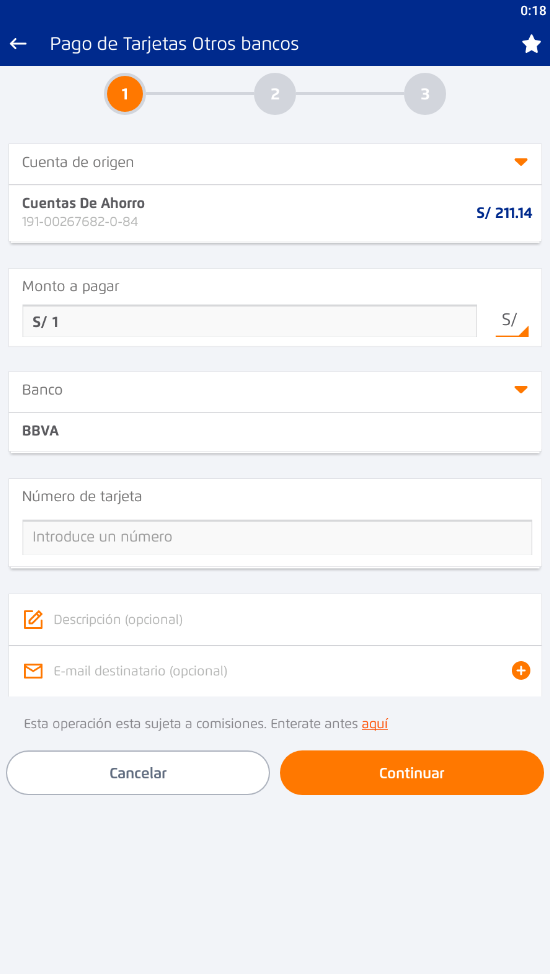 0:18
Pago de Tarjetas Otros bancos
1
2
3
Cuenta de origen
Cuentas De Ahorro
191-00267682-0-84
S/ 211.14
Monto a pagar
S/ 1
S/
Banco
BBVA
Número de tarjeta
Introduce un número
Descripción (opcional)
E-mail destinatario (opcional)
Esta operación esta sujeta a comisiones. Enterate antes aquí
Cancelar
Continuar